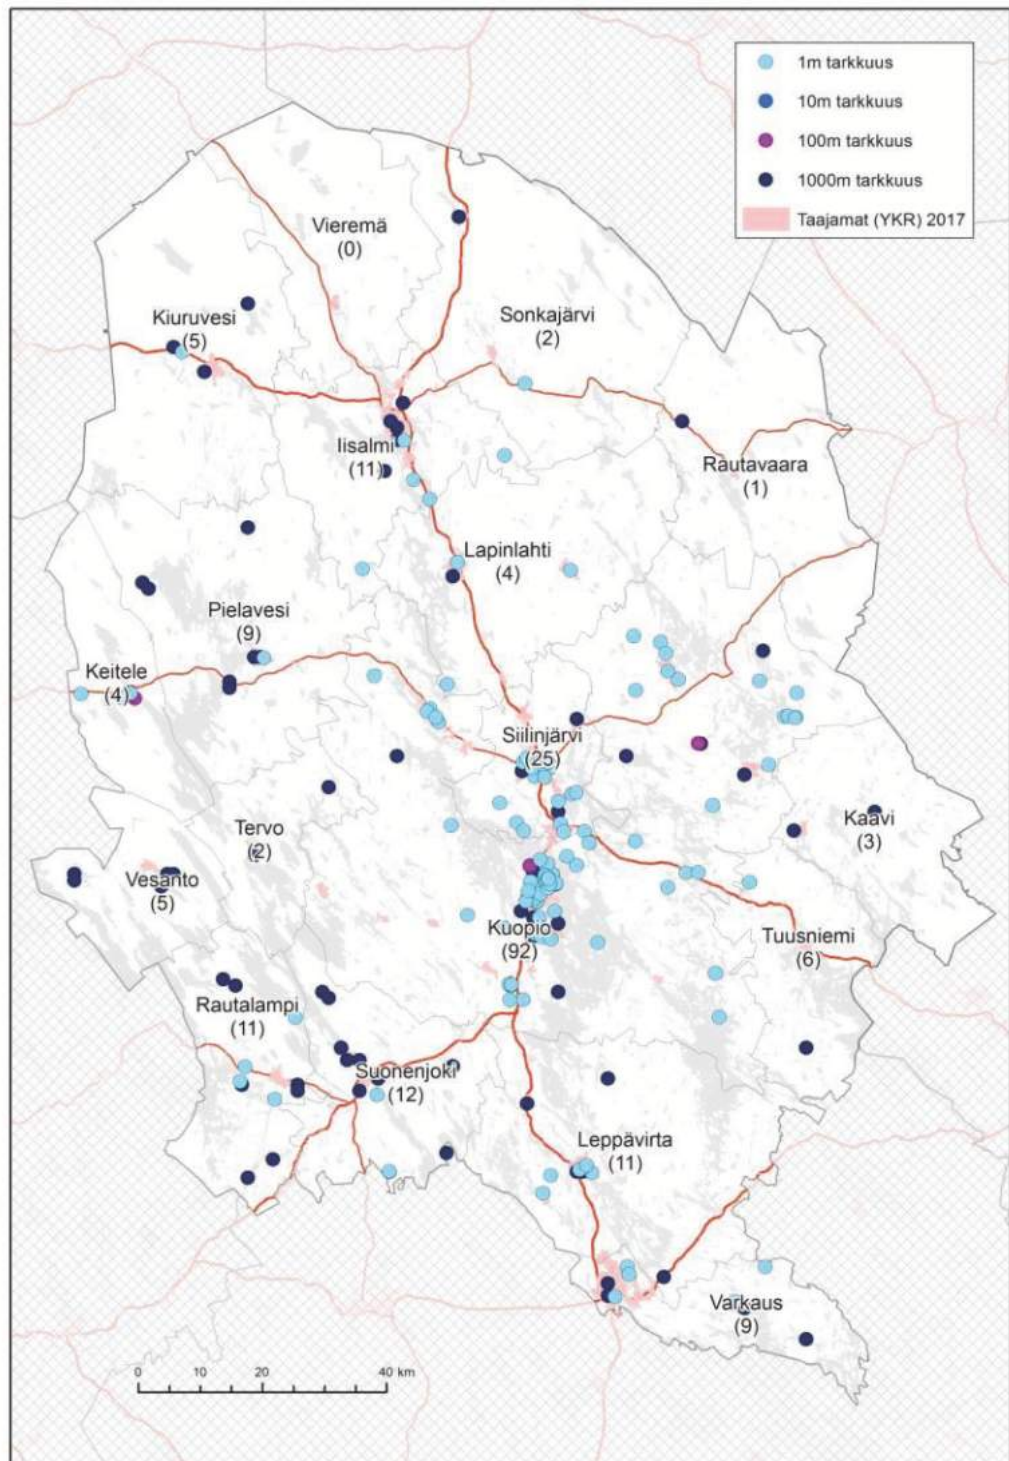 1m tarkkuus
10m tarkkuus
100m tarkkuus
1000m tarkkuus
Taajamat (YKR) 2017
Vieremä
(0)
Kiuruvesi
(5)
Sonkajärvi
(2)
Iisalmi
(11)
Rautavaara
(1)
Lapinlahti
(4)
Pielavesi
(9)
Keitele
(4)
Siilinjärvi
(25)
Tervo
(2)
Kaavi
(3)
Vesanto
(5)
Kuopio
(92)
Tuusniemi
(6)
Rautalampi
(11)
Suonenjoki
(12)
Leppävirta
(11)
Varkaus
(9)
0 10 20 40 km